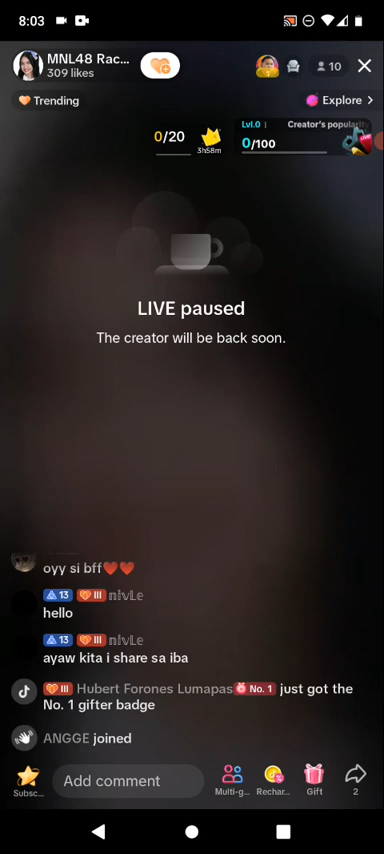 8:03
MNL48 Rac...
309 likes
10
Trending
Explore
0/20
3h58m
Lvl.0
Creator's popularity
0/100
LIVE paused
The creator will be back soon.
oyy si bff❤️❤️
13 III 𝕟𝕚𝕧𝕃𝕖
hello
13 III 𝕟𝕚𝕧𝕃𝕖
ayaw kita i share sa iba
III Hubert Forones Lumapas No. 1 just got the
No. 1 gifter badge
ANGGE joined
Subsc...
Add comment
Multi-g...
Rechar...
Gift
2